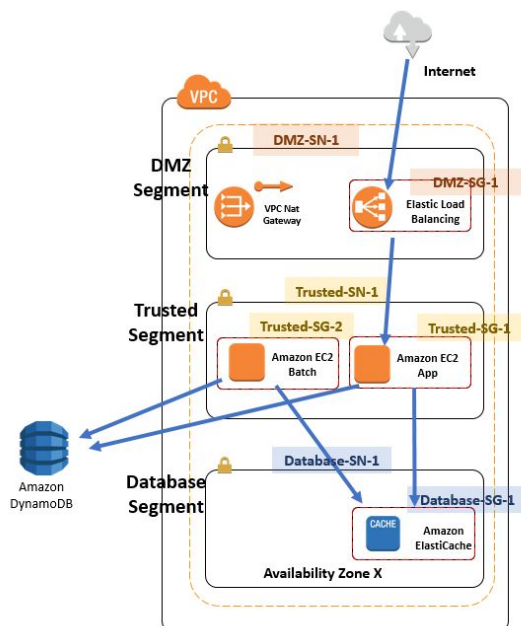 Internet
VPC
DMZ-SN-1
DMZ
Segment
DMZ-SG-1
VPC Nat
Gateway
Elastic Load
Balancing
Trusted-SN-1
Trusted
Segment
Trusted-SG-2
Trusted-SG-1
Amazon EC2
Batch
Amazon EC2
App
Amazon
DynamoDB
Database-SN-1
Database
Segment
Database-SG-1
CACHE
Amazon
ElastiCache
Availability Zone X